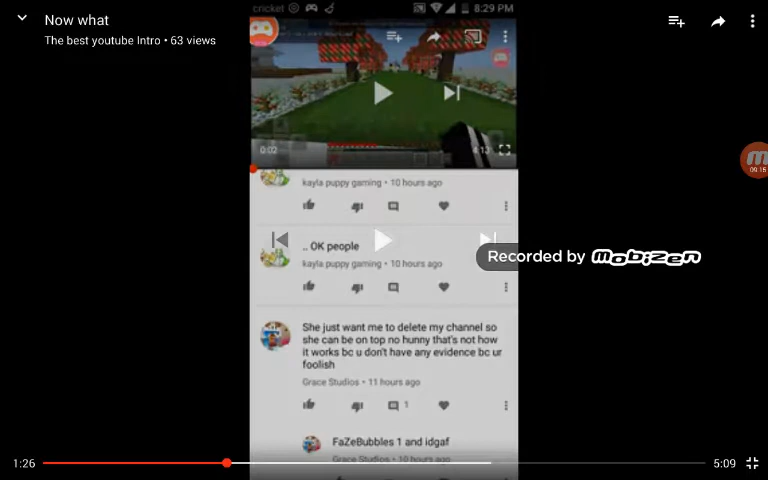 Now what
The best youtube Intro • 63 views
cricket
8:29 PM
0:02
4:13
09:15
kayla puppy gaming • 10 hours ago
.. OK people
kayla puppy gaming • 10 hours ago
Recorded by mobizen
She just want me to delete my channel so
she can be on top no hunny that's not how
it works bc u don't have any evidence bc ur
foolish
Grace Studios • 11 hours ago
1
FaZeBubbles 1 and idgaf
Grace Studios • 10 hours ago
1:26
5:09